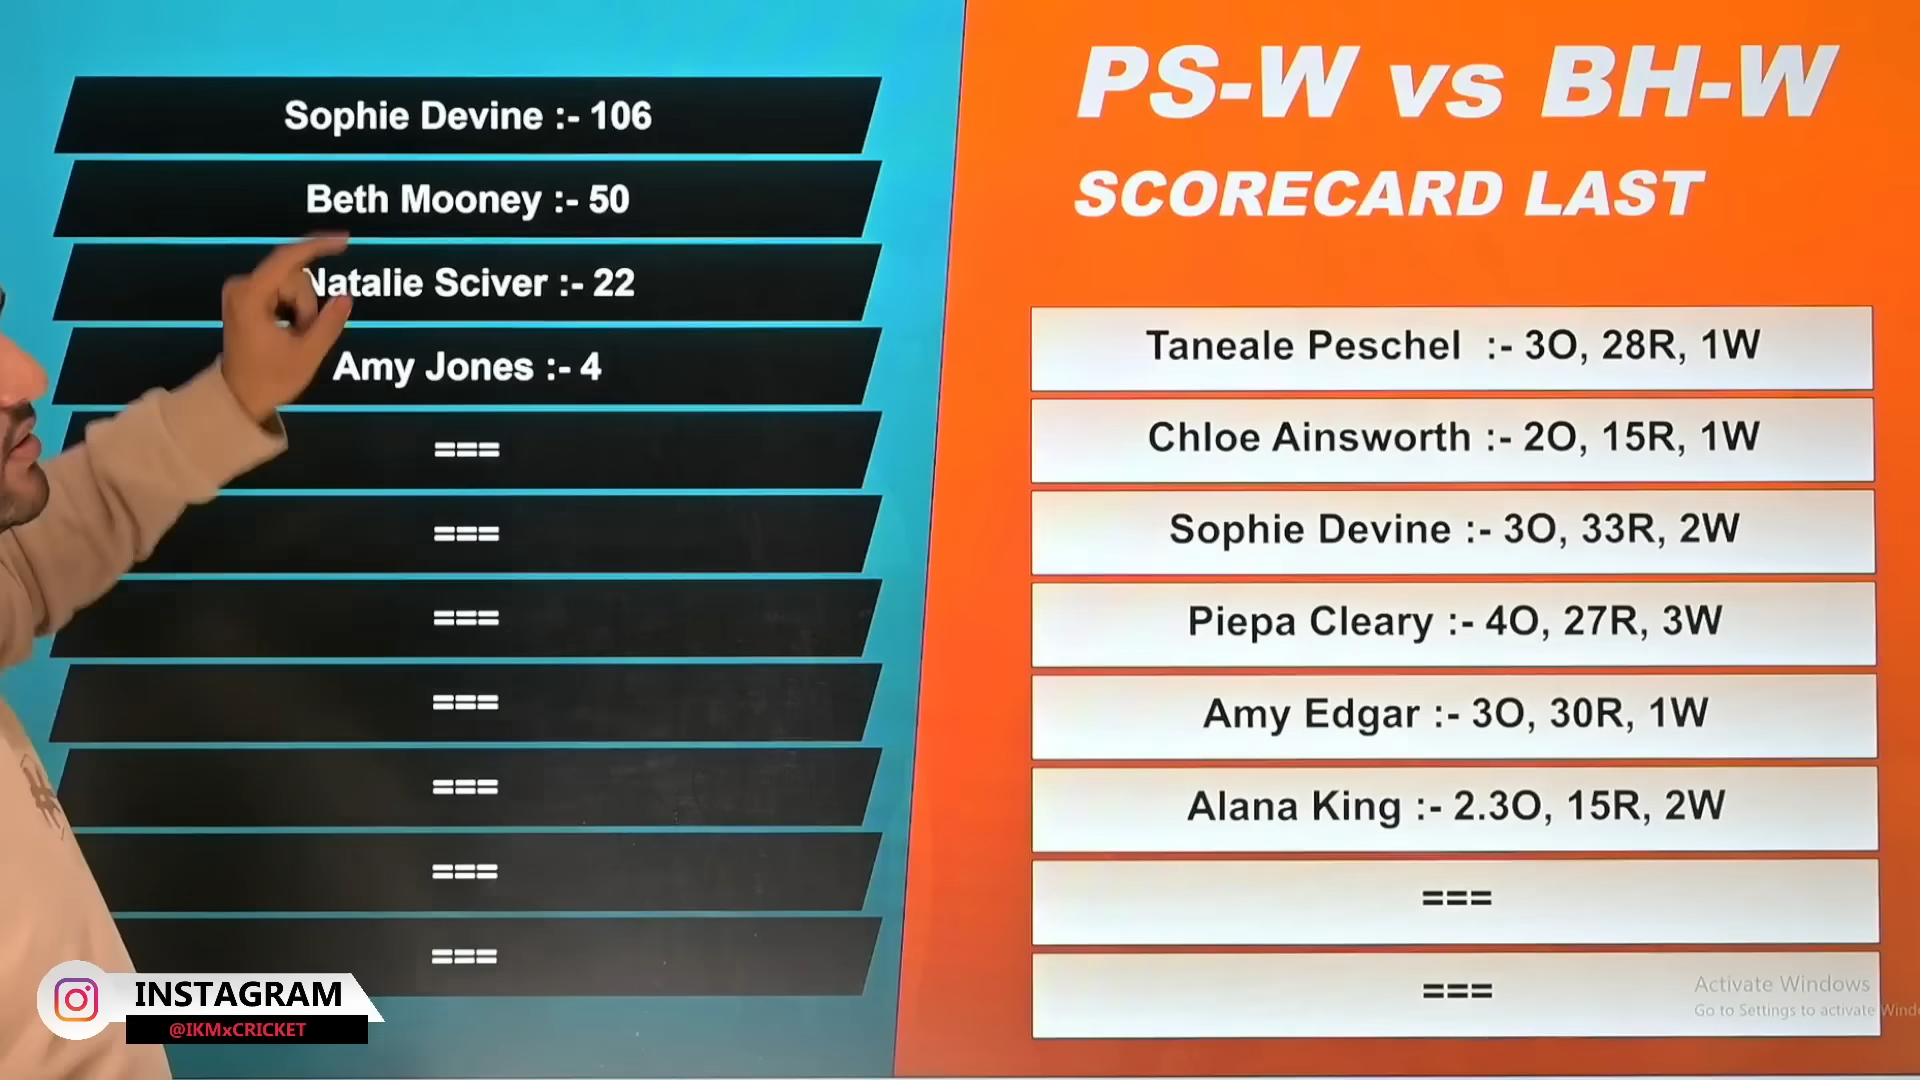 Sophie Devine :- 106
Beth Mooney :- 50
Natalie Sciver :- 22
Amy Jones :- 4
===
===
===
===
===
===
===
PS-W vs BH-W
SCORECARD LAST
Taneale Peschel :- 3O, 28R, 1W
Chloe Ainsworth :- 2O, 15R, 1W
Sophie Devine :- 3O, 33R, 2W
Piepa Cleary :- 4O, 27R, 3W
Amy Edgar :- 3O, 30R, 1W
Alana King :- 2.3O, 15R, 2W
===
===
Activate Windows
Go to Settings to activate Wind
INSTAGRAM
@IKMxCRICKET